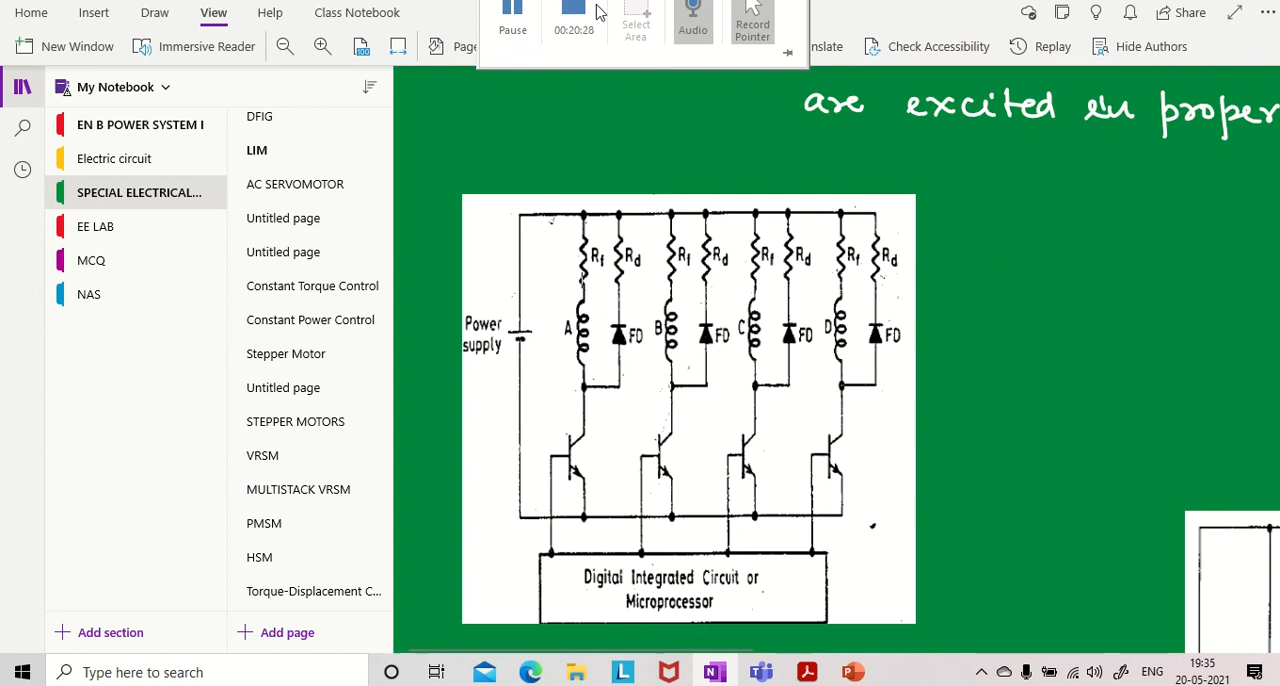 Home Insert Draw View Help Class Notebook
Share
New Window Immersive Reader
Page
Pause
00:20:28
Select Area
Audio
Record Pointer
nslate Check Accessibility Replay Hide Authors
My Notebook
EN B POWER SYSTEM I
Electric circuit
SPECIAL ELECTRICAL...
EE LAB
MCQ
NAS
Add section
DFIG
LIM
AC SERVOMOTOR
Untitled page
Untitled page
Constant Torque Control
Constant Power Control
Stepper Motor
Untitled page
STEPPER MOTORS
VRSM
MULTISTACK VRSM
PMSM
HSM
Torque-Displacement C...
Add page
are excited in proper
Rf Rd Rf Rd Rf Rd Rf Rd
Power supply
A FD B FD C FD D FD
Digital Integrated Circuit or
Microprocessor
Type here to search
ENG
19:35
20-05-2021